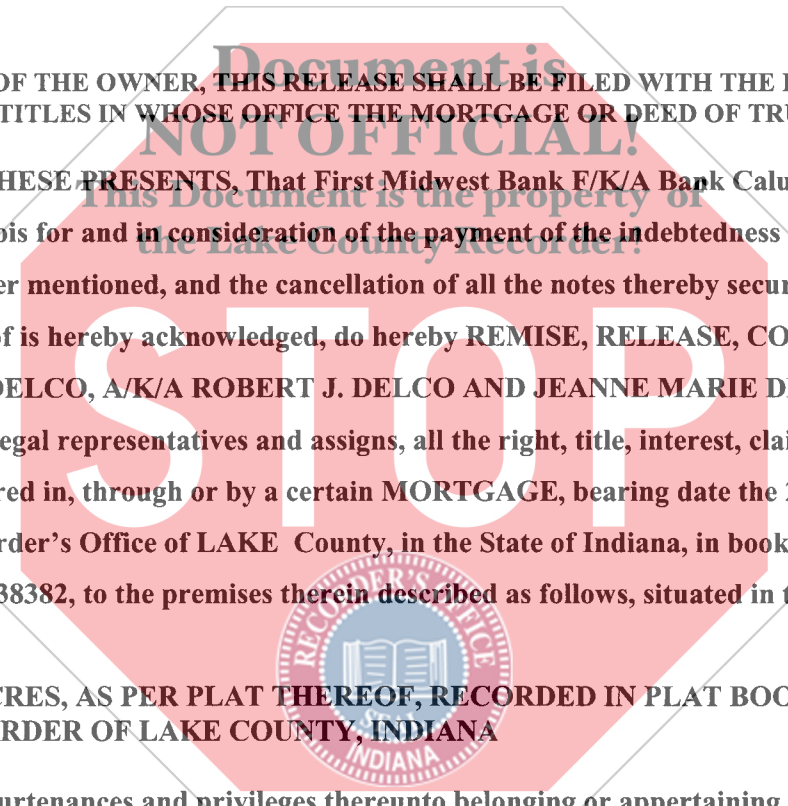 Document is
OF THE OWNER, THIS RELEASE SHALL BE FILED WITH THE
TITLES IN WHOSE OFFICE THE MORTGAGE OR DEED OF TRU
NOT OFFICIAL!
HESE PRESENTS, That First Midwest Bank F/K/A Bank Calu
This Document is the property of
ois for and in consideration of the payment of the indebtedness
the Lake County Recorder!
er mentioned, and the cancellation of all the notes thereby secur
of is hereby acknowledged, do hereby REMISE, RELEASE, CO
STOP
DELCO, A/K/A ROBERT J. DELCO AND JEANNE MARIE D
egal representatives and assigns, all the right, title, interest, clai
red in, through or by a certain MORTGAGE, bearing date the 2
rder's Office of LAKE County, in the State of Indiana, in book
38382, to the premises therein described as follows, situated in t
RECORDER'S OFFICE
SEAL
INDIANA
CRES, AS PER PLAT THEREOF, RECORDED IN PLAT BOO
RDER OF LAKE COUNTY, INDIANA
urtenances and privileges thereunto belonging or appertaining